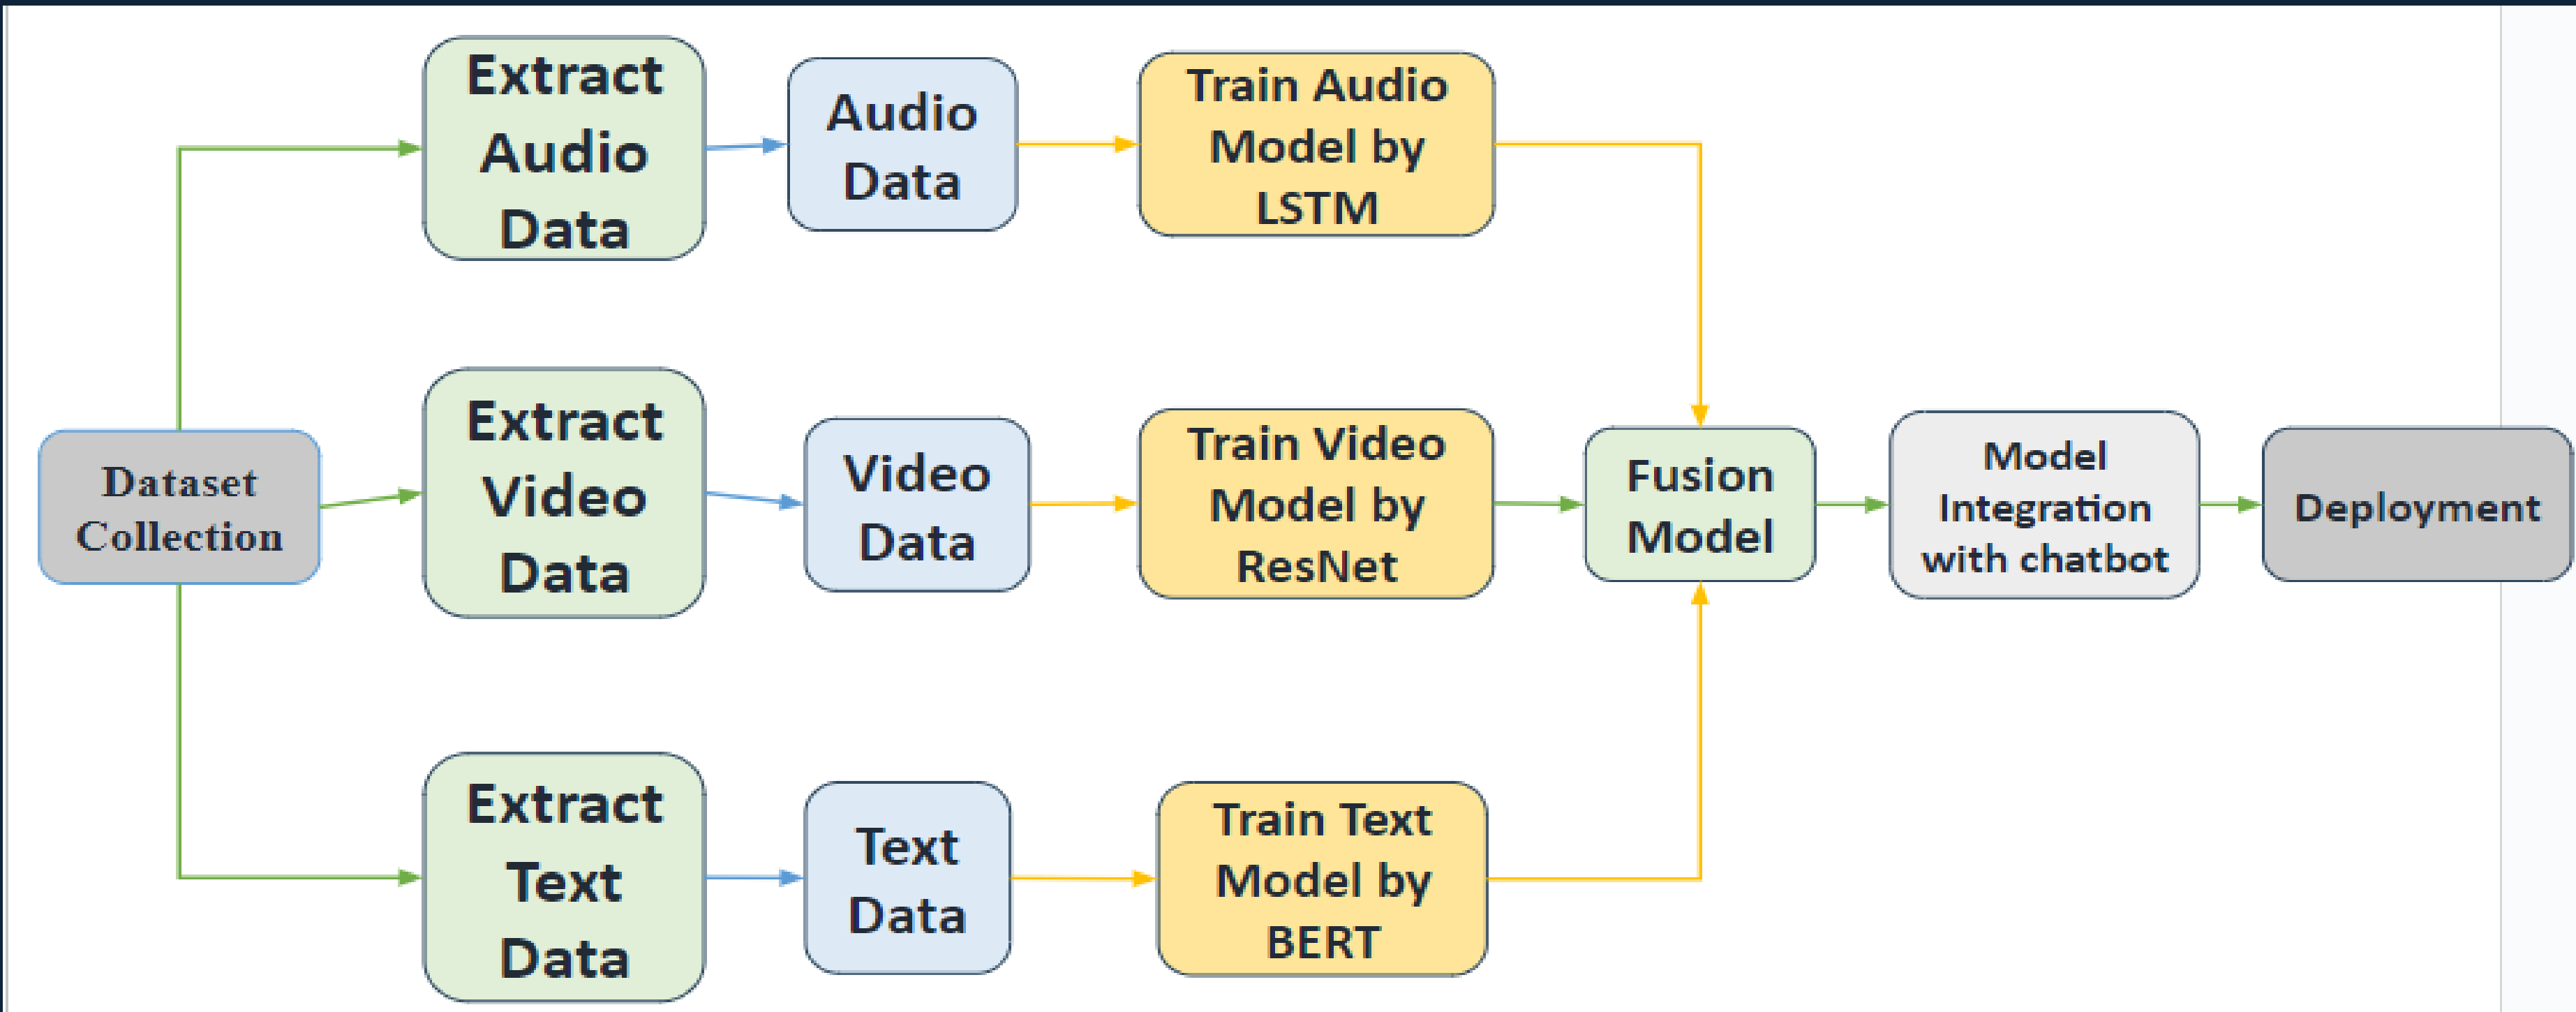 Extract
Audio
Data
Audio
Data
Train Audio
Model by
LSTM
Dataset
Collection
Extract
Video
Data
Video
Data
Train Video
Model by
ResNet
Fusion
Model
Model
Integration
with chatbot
Deployment
Extract
Text
Data
Text
Data
Train Text
Model by
BERT